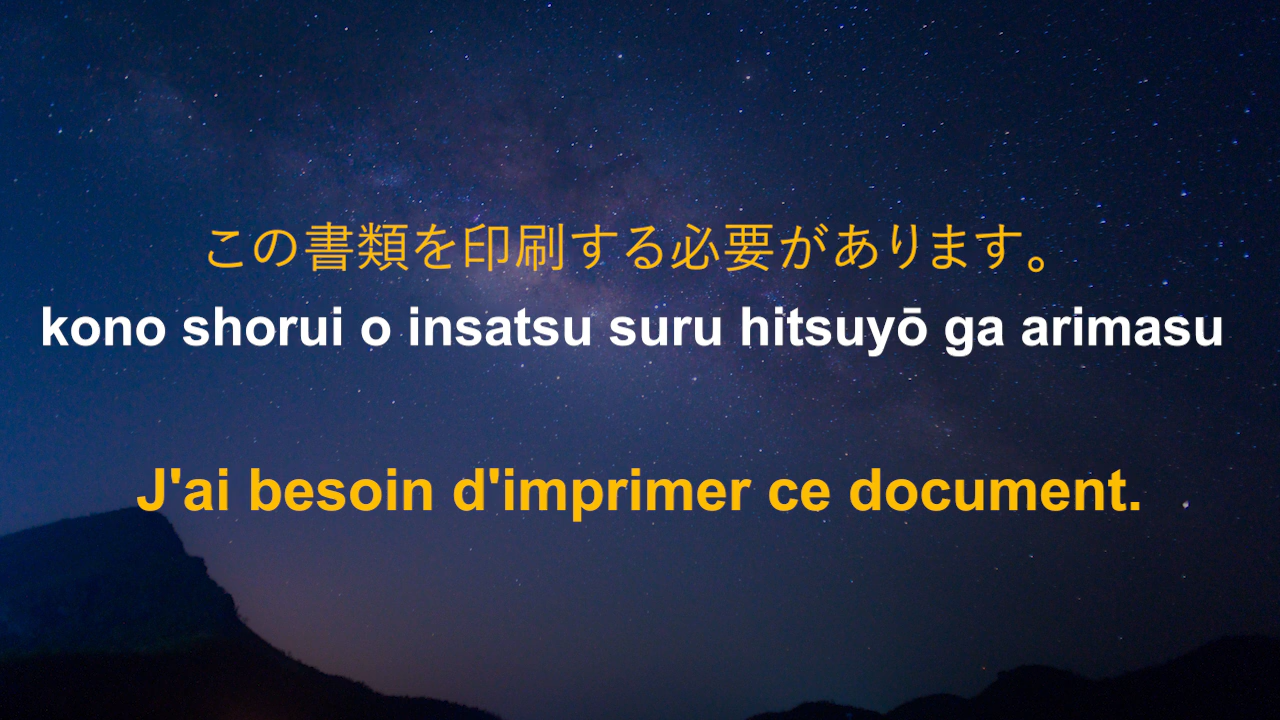 この書類を印刷する必要があります。
kono shorui o insatsu suru hitsuyō ga arimasu
J'ai besoin d'imprimer ce document.